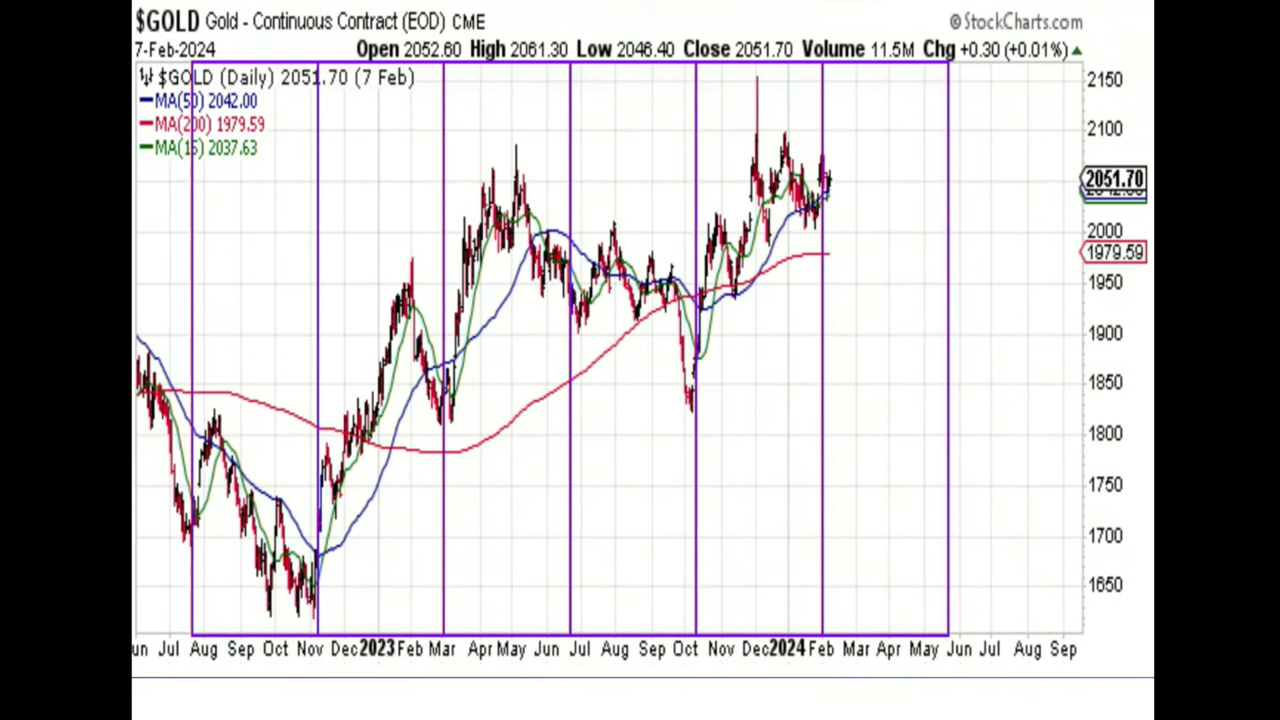 $GOLD Gold - Continuous Contract (EOD) CME
© StockCharts.com
7-Feb-2024
Open 2052.60 High 2061.30 Low 2046.40 Close 2051.70 Volume 11.5M Chg +0.30 (+0.01%)
$GOLD (Daily) 2051.70 (7 Feb)
MA(50) 2042.00
MA(200) 1979.59
MA(15) 2037.63
2150
2100
2051.70
2000
1979.59
1950
1900
1850
1800
1750
1700
1650
Jul Aug Sep Oct Nov Dec 2023 Feb Mar Apr May Jun Jul Aug Sep Oct Nov Dec 2024 Feb Mar Apr May Jun Jul Aug Sep